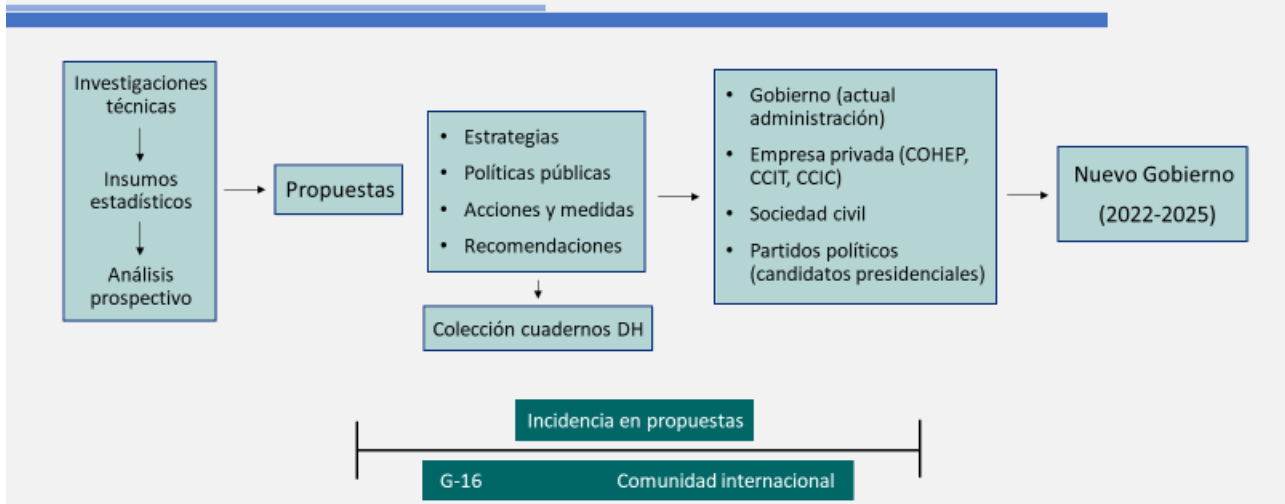 Investigaciones
técnicas
Insumos
estadísticos
Análisis
prospectivo
Propuestas
• Estrategias
• Políticas públicas
• Acciones y medidas
• Recomendaciones
Colección cuadernos DH
• Gobierno (actual
administración)
• Empresa privada (COHEP,
CCIT, CCIC)
• Sociedad civil
• Partidos políticos
(candidatos presidenciales)
Nuevo Gobierno
(2022-2025)
Incidencia en propuestas
G-16 Comunidad internacional